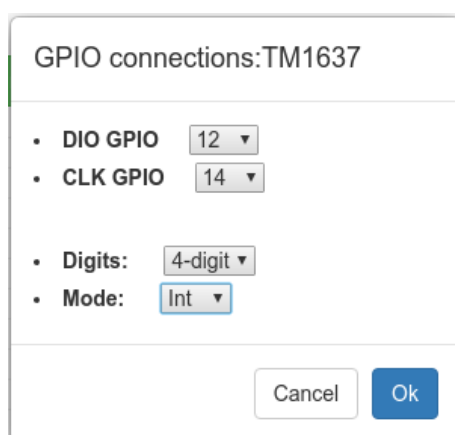 GPIO connections:TM1637
• DIO GPIO 12
• CLK GPIO 14
• Digits: 4-digit
• Mode: Int
Cancel Ok